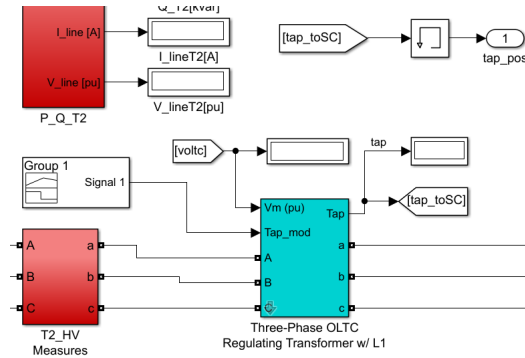 Q_T2[kvar]
I_line [A]
I_lineT2[A]
V_line [pu]
V_lineT2[pu]
P_Q_T2
[tap_toSC]
1
tap_pos
[voltc]
tap
Group 1
Signal 1
Vm (pu)
Tap
[tap_toSC]
Tap_mod
A
a
A
a
B
b
B
b
C
c
c
T2_HV
Measures
Three-Phase OLTC
Regulating Transformer w/ L1